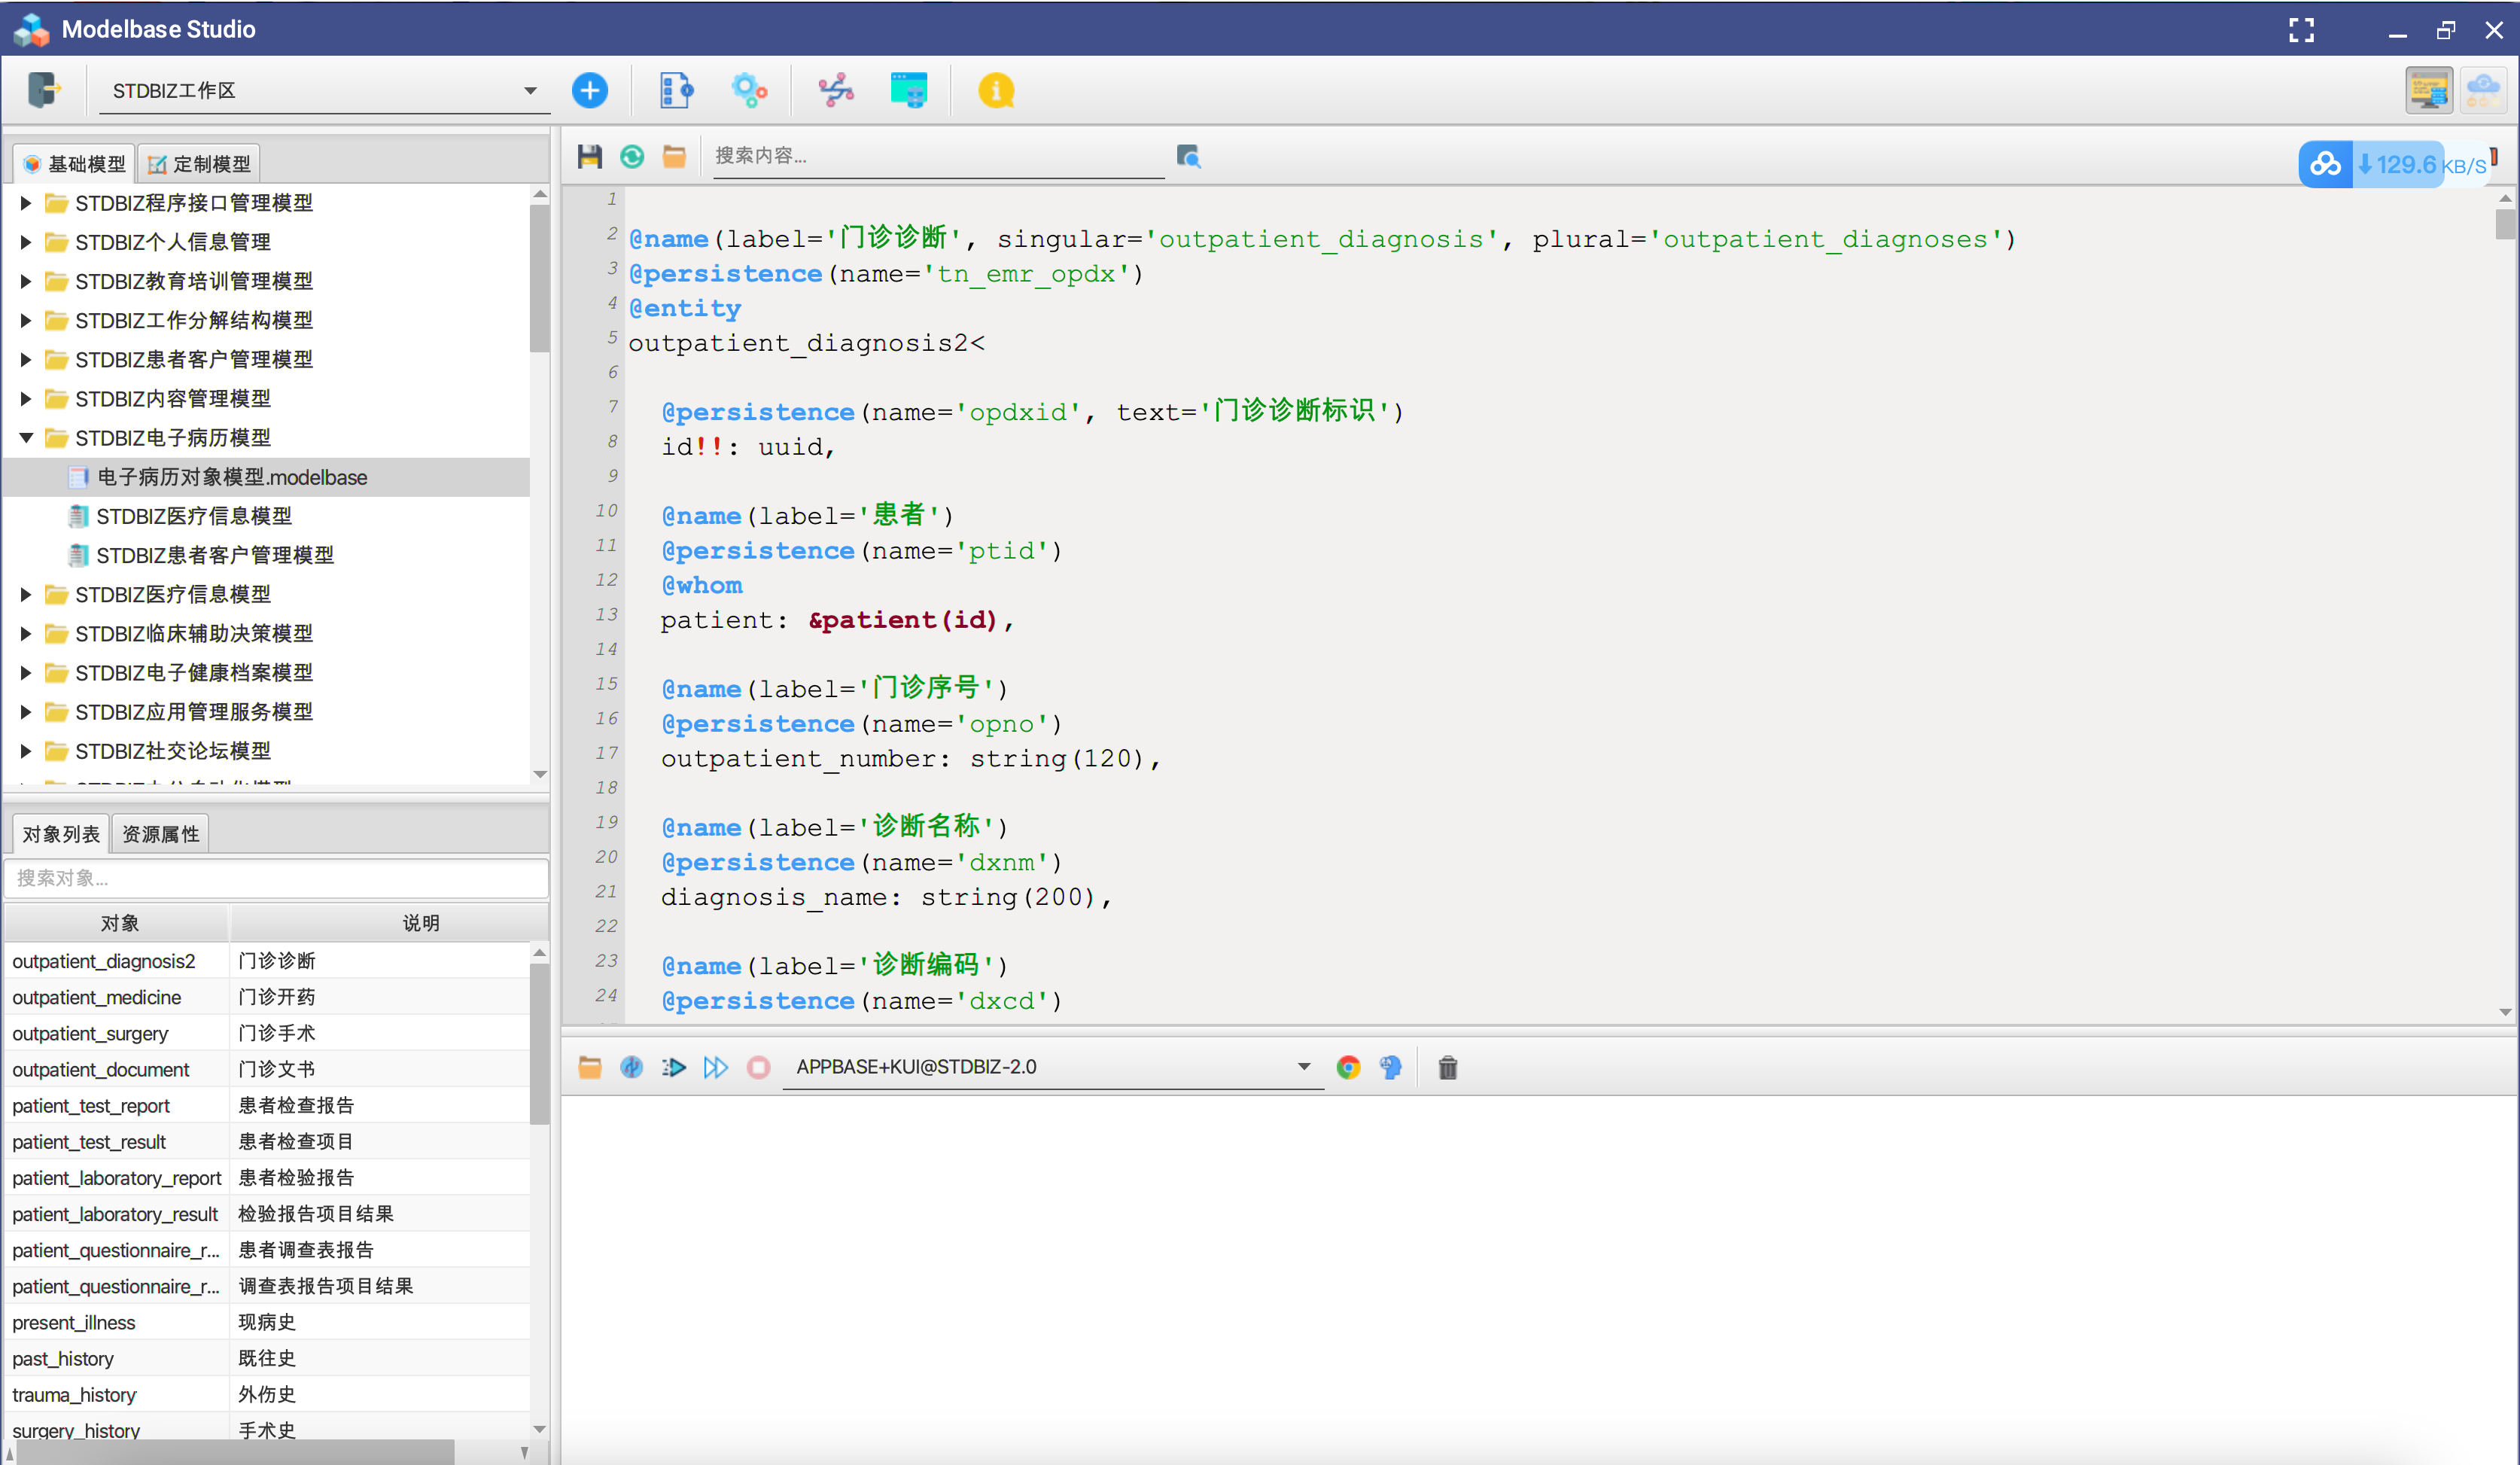 Modelbase Studio
STDBIZ工作区
基础模型
定制模型
STDBIZ程序接口管理模型
STDBIZ个人信息管理
STDBIZ教育培训管理模型
STDBIZ工作分解结构模型
STDBIZ患者客户管理模型
STDBIZ内容管理模型
STDBIZ电子病历模型
电子病历对象模型.modelbase
STDBIZ医疗信息模型
STDBIZ患者客户管理模型
STDBIZ医疗信息模型
STDBIZ临床辅助决策模型
STDBIZ电子健康档案模型
STDBIZ应用管理服务模型
STDBIZ社交论坛模型
对象列表
资源属性
搜索对象...
对象 说明
outpatient_diagnosis2 门诊诊断
outpatient_medicine 门诊开药
outpatient_surgery 门诊手术
outpatient_document 门诊文书
patient_test_report 患者检查报告
patient_test_result 患者检查项目
patient_laboratory_report 患者检验报告
patient_laboratory_result 检验报告项目结果
patient_questionnaire_r... 患者调查表报告
patient_questionnaire_r... 调查表报告项目结果
present_illness 现病史
past_history 既往史
trauma_history 外伤史
surgery_history 手术史
搜索内容...
129.6 KB/S
1
2 @name(label='门诊诊断', singular='outpatient_diagnosis', plural='outpatient_diagnoses')
3 @persistence(name='tn_emr_opdx')
4 @entity
5 outpatient_diagnosis2<
6
7 @persistence(name='opdxid', text='门诊诊断标识')
8 id!!: uuid,
9
10 @name(label='患者')
11 @persistence(name='ptid')
12 @whom
13 patient: &patient(id),
14
15 @name(label='门诊序号')
16 @persistence(name='opno')
17 outpatient_number: string(120),
18
19 @name(label='诊断名称')
20 @persistence(name='dxnm')
21 diagnosis_name: string(200),
22
23 @name(label='诊断编码')
24 @persistence(name='dxcd')
APPBASE+KUI@STDBIZ-2.0